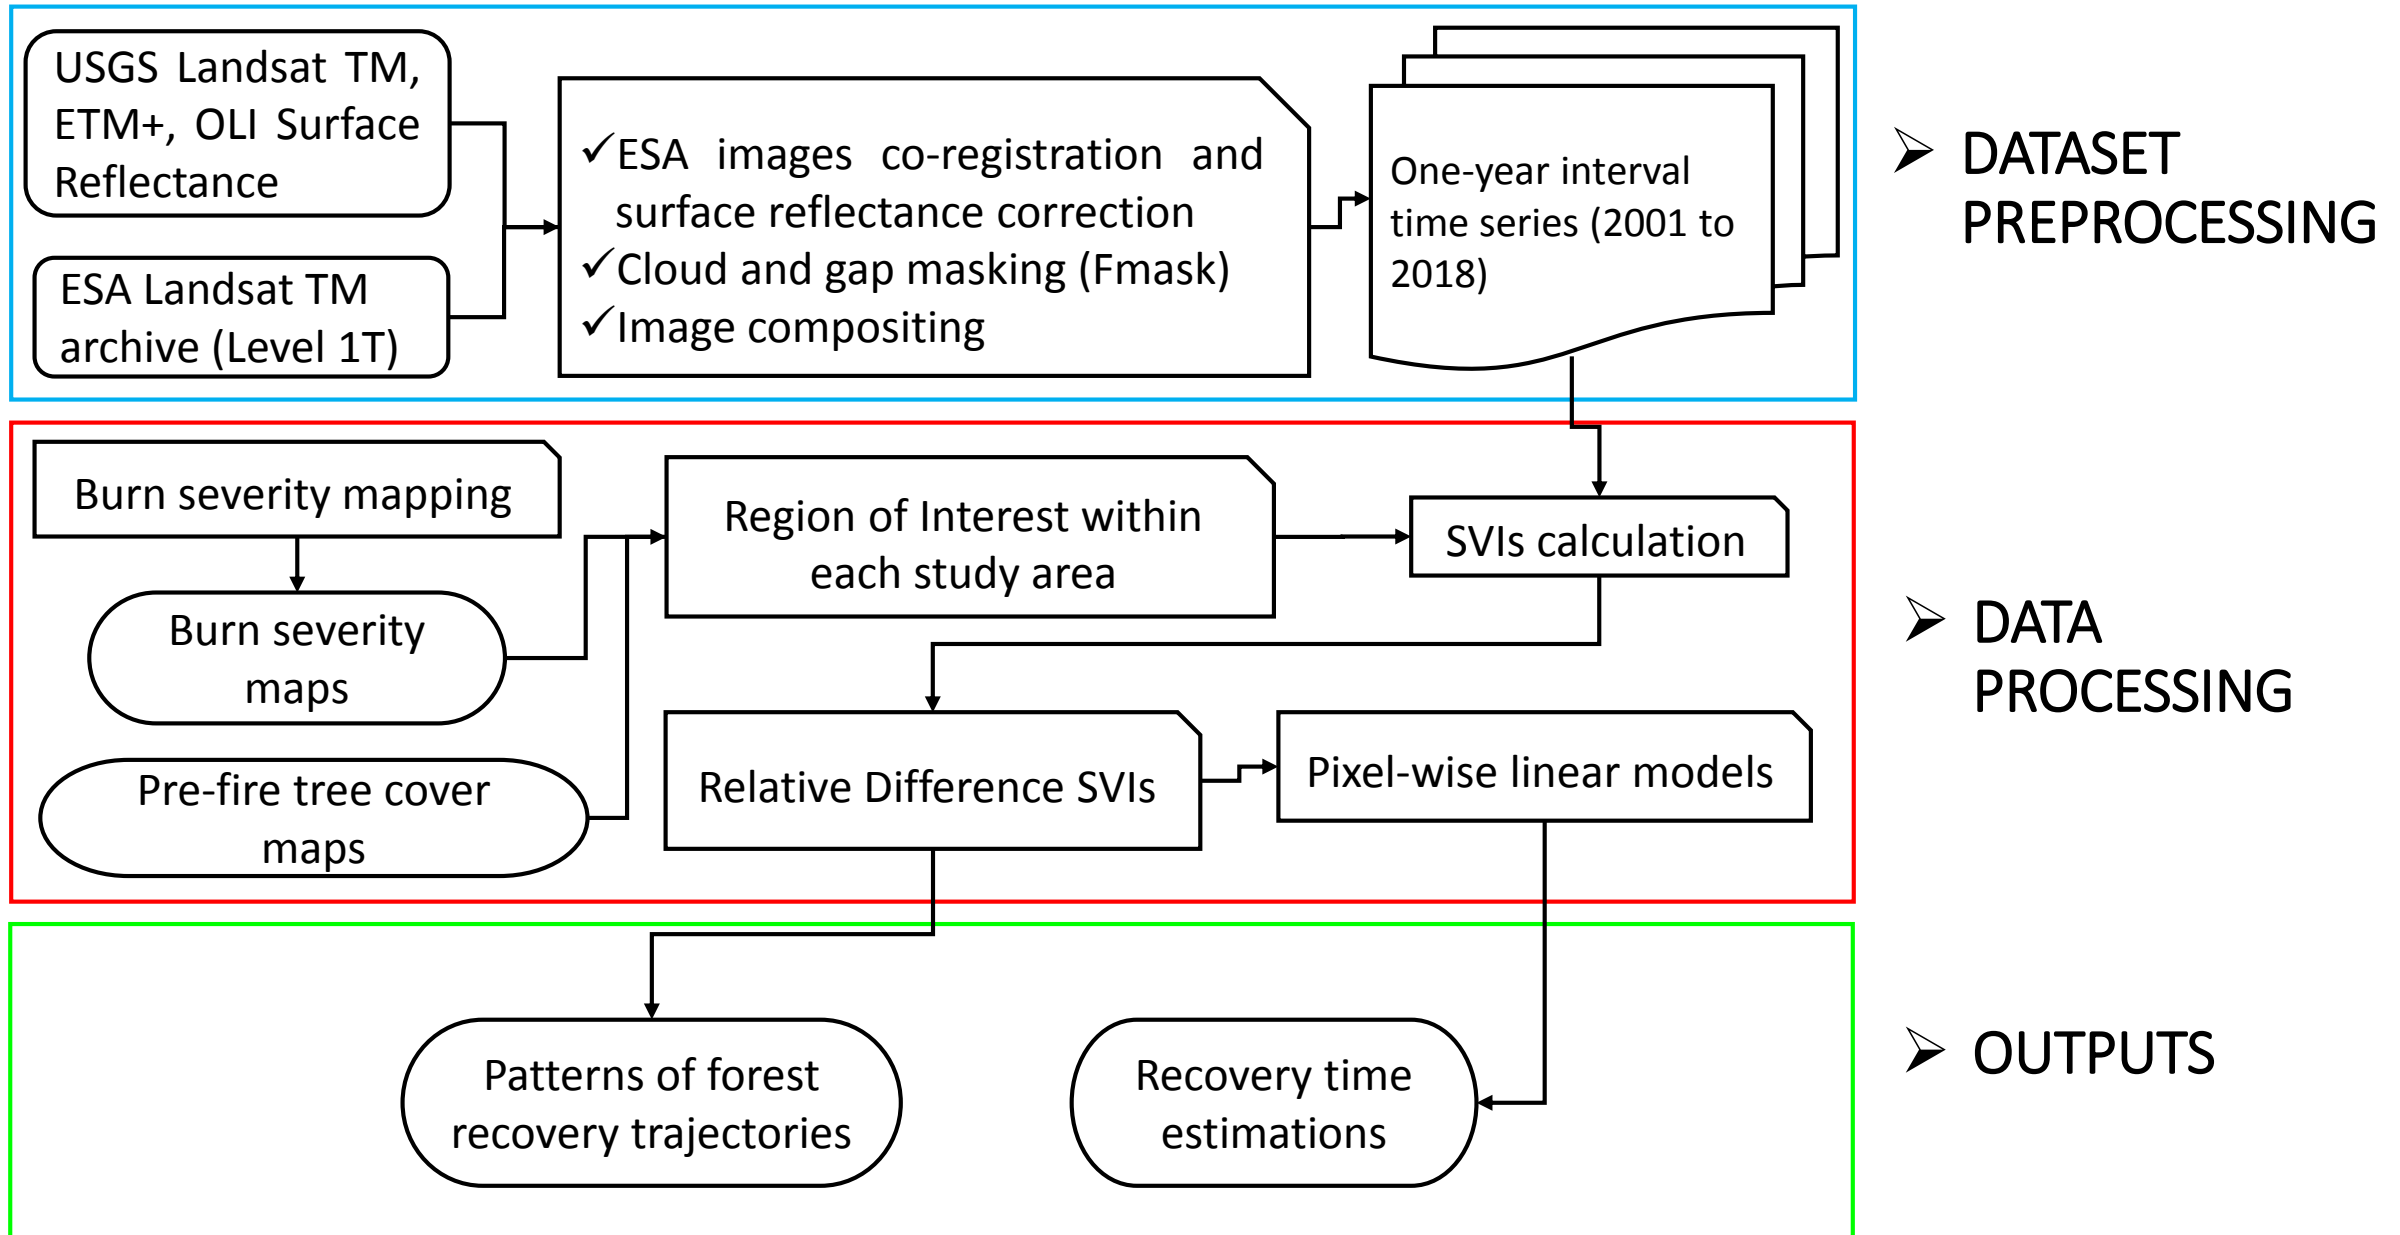 USGS Landsat TM,
ETM+, OLI Surface
Reflectance
ESA Landsat TM
archive (Level 1T)
✓ESA images co-registration and
surface reflectance correction
✓Cloud and gap masking (Fmask)
✓Image compositing
One-year interval
time series (2001 to
2018)
➢ DATASET
PREPROCESSING
Burn severity mapping
Burn severity
maps
Pre-fire tree cover
maps
Region of Interest within
each study area
SVIs calculation
Relative Difference SVIs
Pixel-wise linear models
➢ DATA
PROCESSING
Patterns of forest
recovery trajectories
Recovery time
estimations
➢ OUTPUTS